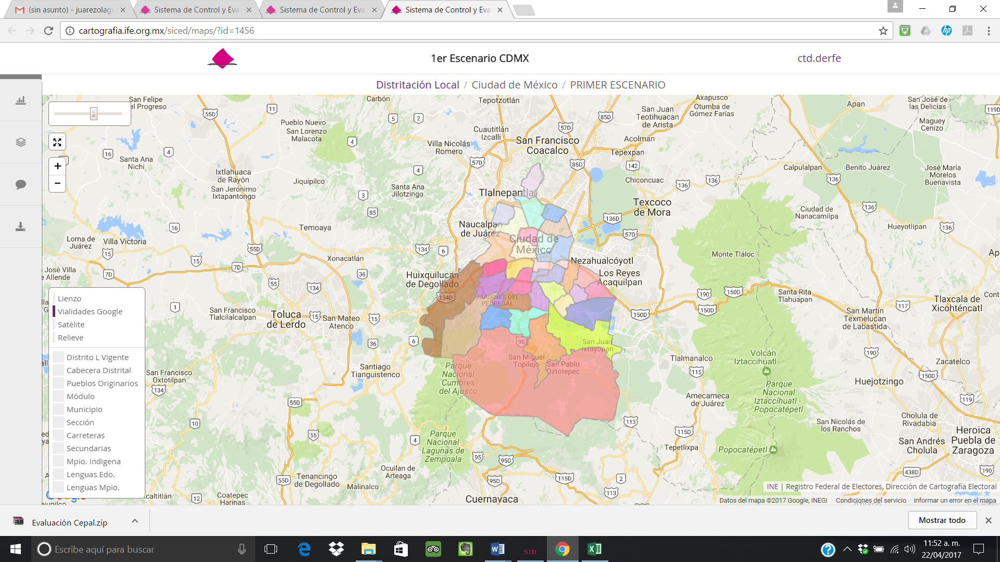 (sin asunto) - juarezolagu
Sistema de Control y Eva
Sistema de Control y Eva
Sistema de Control y Eva
cartografia.ife.org.mx/siced/maps/?id=1456
1er Escenario CDMX
ctd.derfe
Distritación Local / Ciudad de México / PRIMER ESCENARIO
San Felipe
el Progreso
Carbón
Tepotzotlán
Axapusco
Otumba de
Gómez Farías
San José de
las Delicias
Apan
San Juan
Teotihuacan
de Arista
Maguey
Cenizo
Pueblo Nuevo
San Lorenzo
Malacota
Cuautitlán
Izcalli
Villa Nicolás
Romero
San Francisco
Coacalco
Acolman
Tepexpan
Santa Ana
Nichi
Ixtlahuaca
de Rayón
San Jerónimo
Ixtapantongo
Jiquipilco
Santa Ana
Jilotzingo
Chiconcuac
Calpulalpan
Benito Juárez
José María
Morelos
Buenavista
Tlalnepantla
Texcoco
de Mora
Ciudad de
Nanacamilpa
Hueyotlipan
Naucalpan
de Juárez
Temoaya
Loma de
Juárez
Villa Victoria
Ciudad de
México
Xonacatlán
Monte Tláloc
Nezahualcóyotl
José Villa
e Allende
Huixquilucan
de Degollado
Los Reyes
Acaquilpan
JARDINES DEL
PEDREGAL
Santa Rita
Tlahuapan
Tlaxcala de
Xicohténcatl
San Francisco
Tlalcilalcalpan
Toluca
de Lerdo
San Mateo
Atenco
San Martín
Texmelucan
de Labastida
San Juan
Ixtayopan
San Miguel
Topilejo
San Pablo
Oztotepec
Tlalmanalco
Volcán
Iztaccíhuatl
Zacatelco
Santiago
Tianguistenco
Parque
Nacional
Cumbres
del Ajusco
San Francisco
Oxtotilpan
Huejotzingo
Parque
Nacional
Iztaccíhuatl -
Popocatépetl
Amecameca
de Juárez
Cholula de
Rivadabia
San Nicolás de
los Ranchos
Heroica
Puebla de
Zaragoza
San Andrés
Cholula
Parque
Nacional
Lagunas de
Zempoala
Tepetlixpa
Popocatépetl
Ocuilan de
Arteaga
Tenancingo
de Degollado
Malinalco
Coatepec
Harinas
Cuernavaca
Lienzo
Vialidades Google
Satélite
Relieve
Distrito L Vigente
Cabecera Distrital
Pueblos Originarios
Módulo
Municipio
Sección
Carreteras
Secundarias
Mpio. Indigena
Lenguas Edo.
Lenguas Mpio.
INE | Registro Federal de Electores, Dirección de Cartografía Electoral
Datos del mapa ©2017 Google, INEGI
Condiciones del servicio
Informar un error en el mapa
Evaluación Cepal.zip
Mostrar todo
Escribe aquí para buscar
SID
11:52 a. m.
22/04/2017